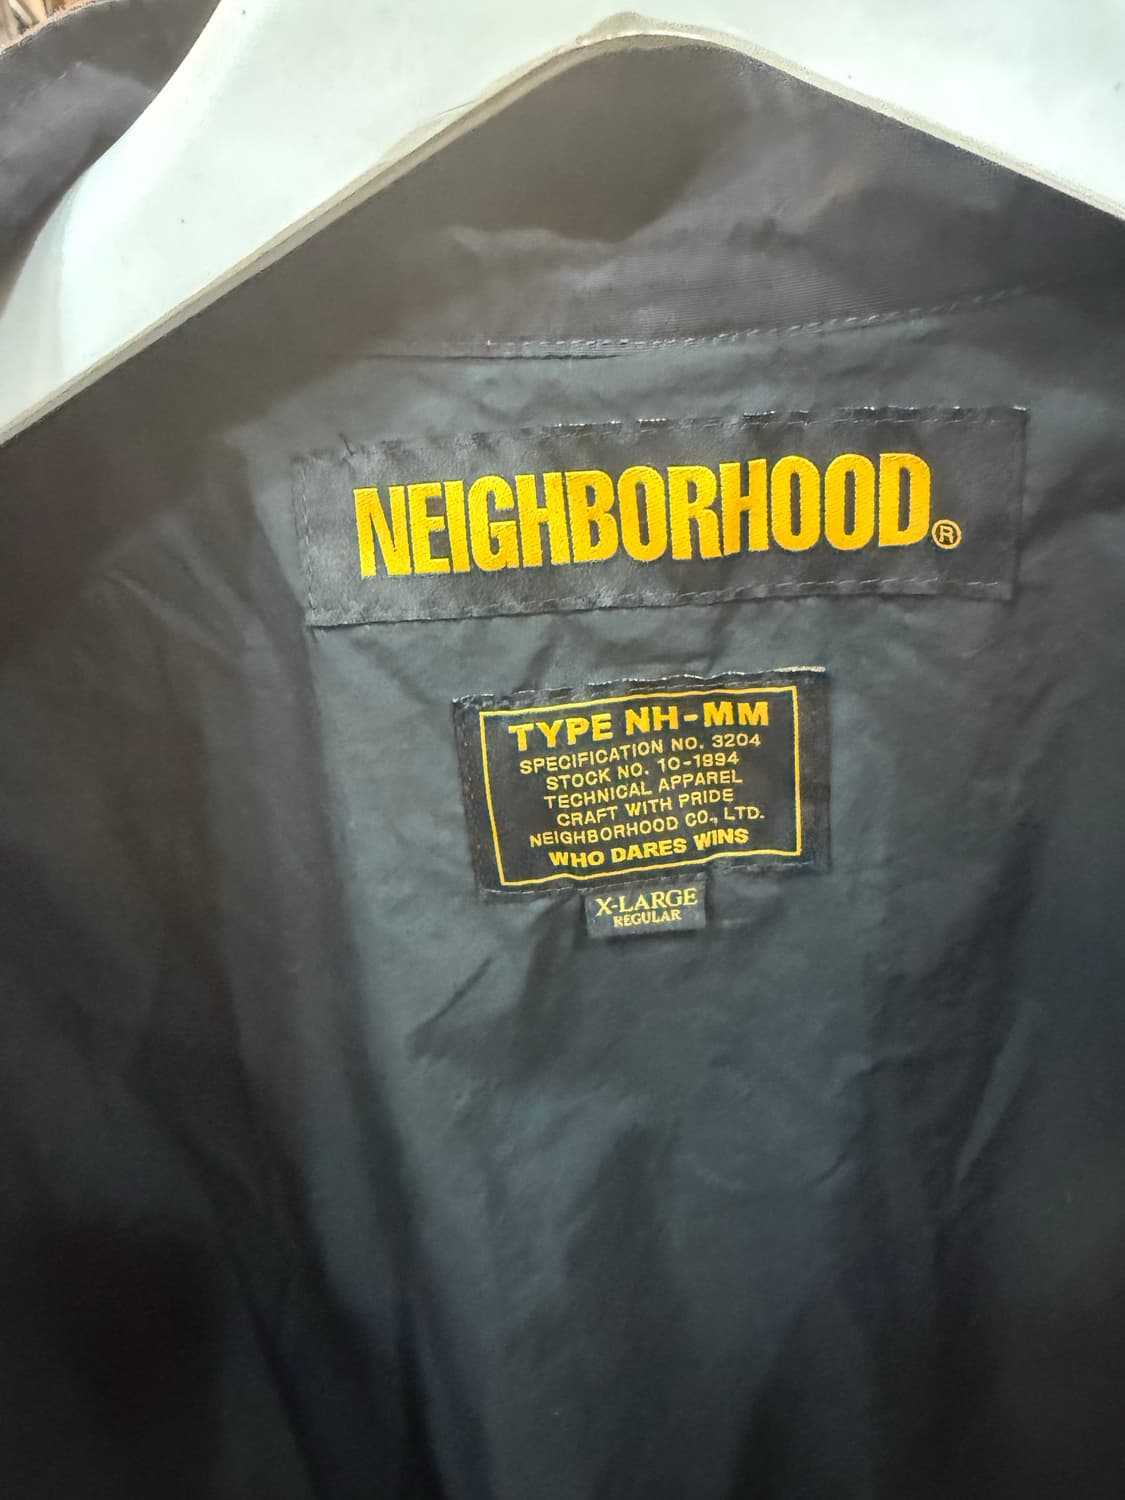 NEIGHBORHOOD®
TYPE NH-MM
SPECIFICATION NO. 3204
STOCK NO. 10-1994
TECHNICAL APPAREL
CRAFT WITH PRIDE
NEIGHBORHOOD CO., LTD.
WHO DARES WINS
X-LARGE
REGULAR